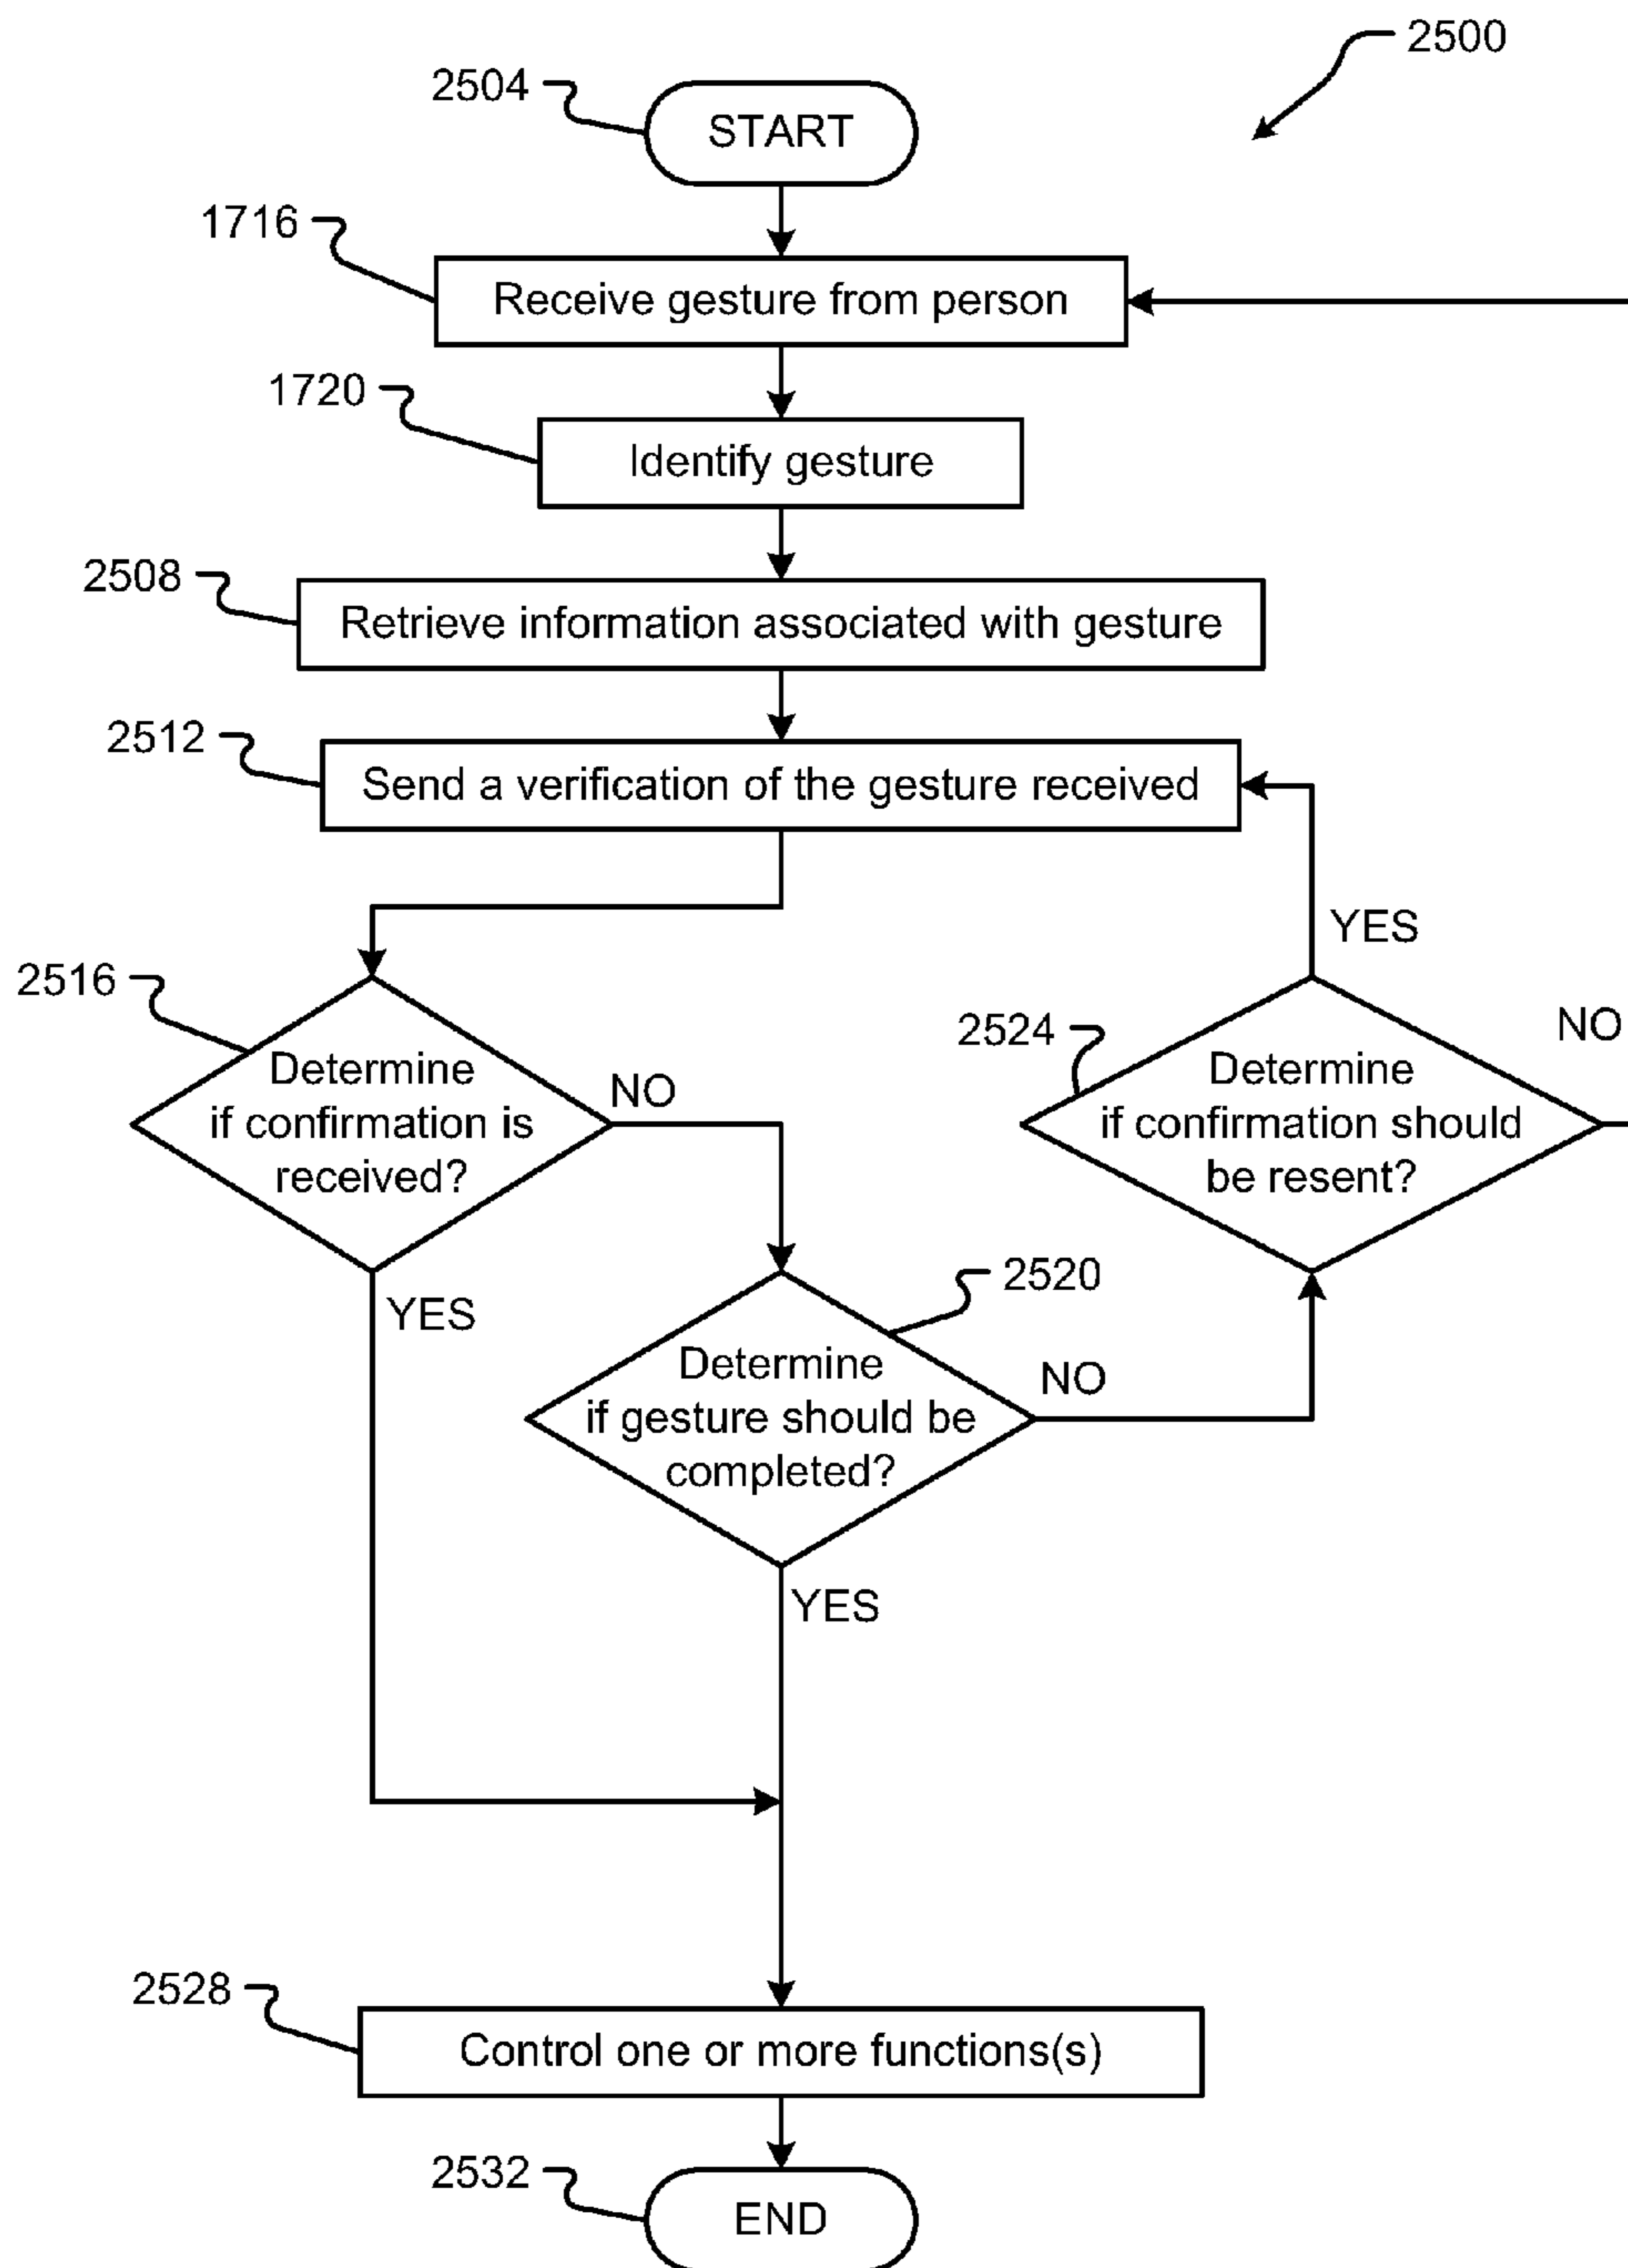 2500
2504
START
1716
Receive gesture from person
1720
Identify gesture
2508
Retrieve information associated with gesture
2512
Send a verification of the gesture received
YES
2516
2524
NO
Determine
if confirmation is
received?
NO
Determine
if confirmation should
be resent?
2520
YES
Determine
if gesture should be
completed?
NO
YES
2528
Control one or more functions(s)
2532
END